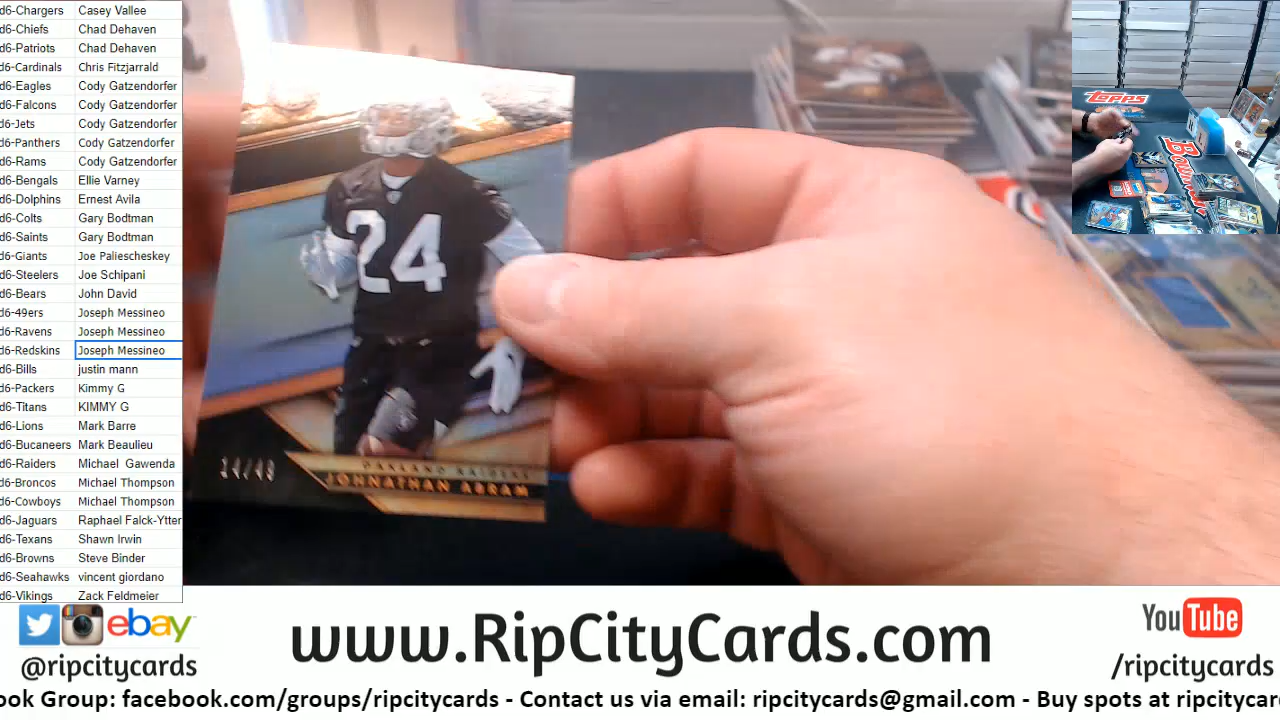 d6-Chargers Casey Vallee
d6-Chiefs Chad Dehaven
d6-Patriots Chad Dehaven
d6-Cardinals Chris Fitzjarrald
d6-Eagles Cody Gatzendorfer
d6-Falcons Cody Gatzendorfer
d6-Jets Cody Gatzendorfer
d6-Panthers Cody Gatzendorfer
d6-Rams Cody Gatzendorfer
d6-Bengals Ellie Varney
d6-Dolphins Ernest Avila
d6-Colts Gary Bodtman
d6-Saints Gary Bodtman
d6-Giants Joe Paliescheskey
d6-Steelers Joe Schipani
d6-Bears John David
d6-49ers Joseph Messineo
d6-Ravens Joseph Messineo
d6-Redskins Joseph Messineo
d6-Bills justin mann
d6-Packers Kimmy G
d6-Titans KIMMY G
d6-Lions Mark Barre
d6-Bucaneers Mark Beaulieu
d6-Raiders Michael Gawenda
d6-Broncos Michael Thompson
d6-Cowboys Michael Thompson
d6-Jaguars Raphael Falck-Ytter
d6-Texans Shawn Irwin
d6-Browns Steve Binder
d6-Seahawks vincent giordano
d6-Vikings Zack Feldmeier
24
OAKLAND RAIDERS
JOHNATHAN ABRAM
Topps
Bowman
ebay
@ripcitycards
www.RipCityCards.com
YouTube
/ripcitycards
ook Group: facebook.com/groups/ripcitycards - Contact us via email: ripcitycards@gmail.com - Buy spots at ripcitycard